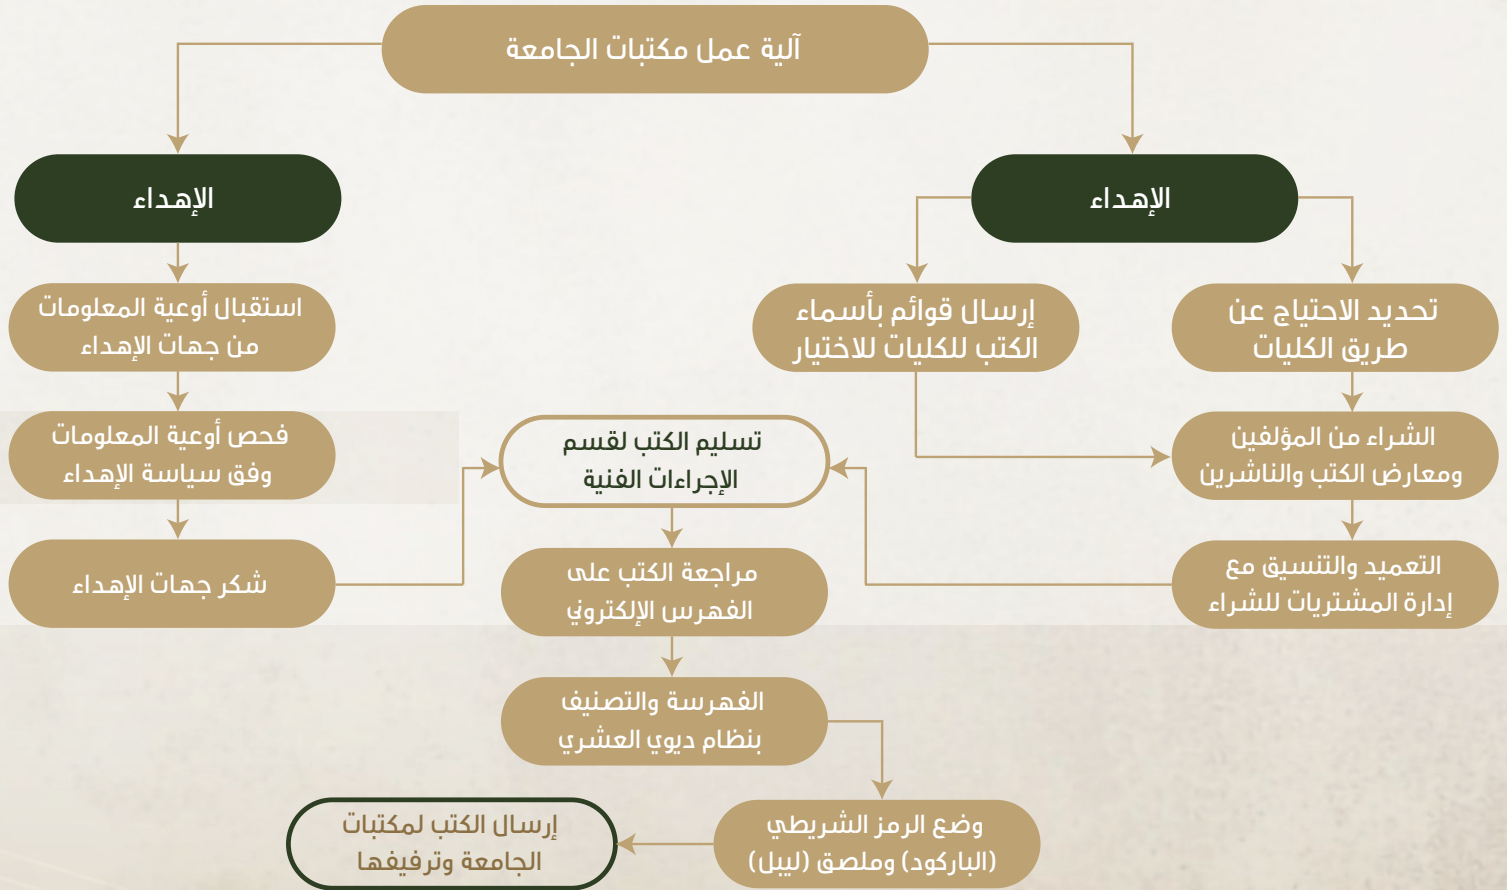 آلية عمل مكتبات الجامعة
الإهداء
تحديد الاحتياج عن
طريق الكليات
إرسال قوائم بأسماء
الكتب للكليات للاختيار
الشراء من المؤلفين
ومعارض الكتب والناشرين
التعميد والتنسيق مع
إدارة المشتريات للشراء
الإهداء
استقبال أوعية المعلومات
من جهات الإهداء
فحص أوعية المعلومات
وفق سياسة الإهداء
شكر جهات الإهداء
تسليم الكتب لقسم
الإجراءات الفنية
مراجعة الكتب على
الفهرس الإلكتروني
الفهرسة والتصنيف
بنظام ديوي العشري
وضع الرمز الشريطي
(الباركود) وملصق (ليبل)
إرسال الكتب لمكتبات
الجامعة وترفيفها